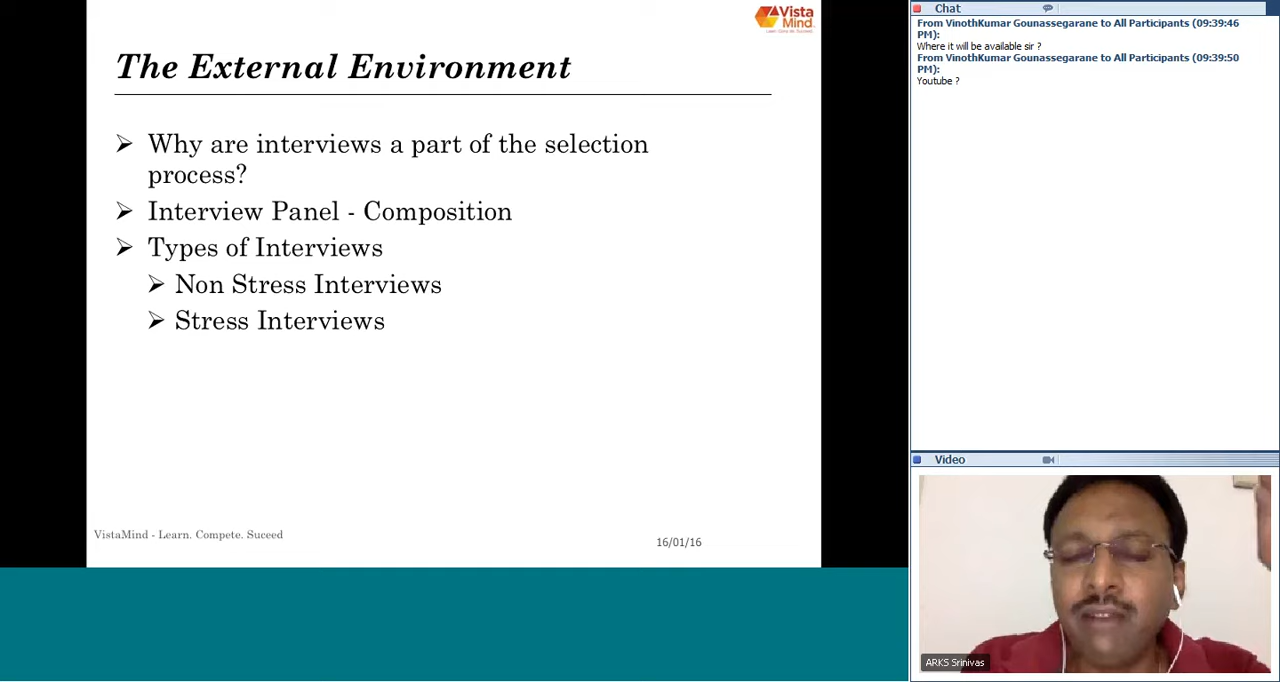 Vista
Mind
The External Environment
Why are interviews a part of the selection
process?
Interview Panel - Composition
Types of Interviews
Non Stress Interviews
Stress Interviews
VistaMind - Learn. Compete. Suceed
16/01/16
Chat
From VinothKumar Gounassegarane to All Participants (09:39:46
PM):
Where it will be available sir ?
From VinothKumar Gounassegarane to All Participants (09:39:50
PM):
Youtube ?
Video
ARKS Srinivas